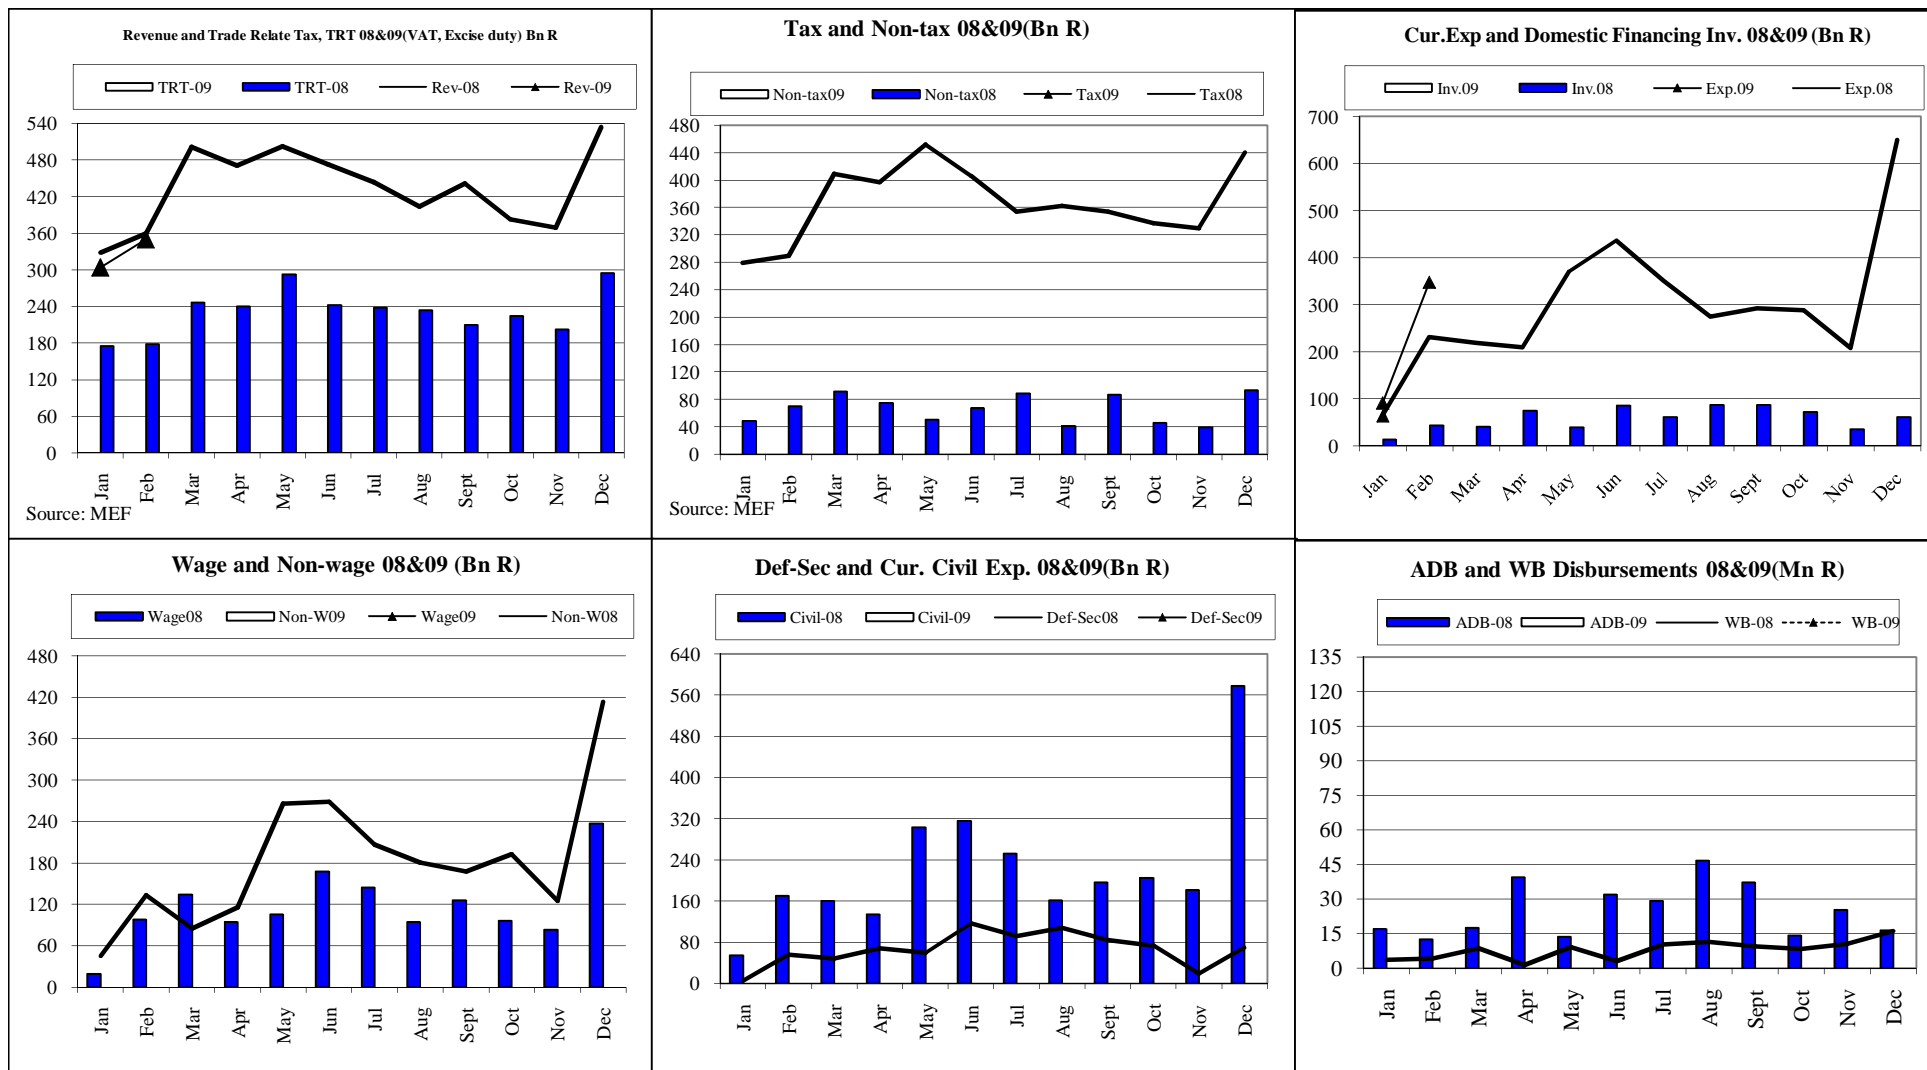 Revenue and Trade Relate Tax, TRT 08&09(VAT, Excise duty) Bn R
TRT-09 TRT-08 Rev-08 Rev-09
540
480
420
360
300
240
180
120
60
0
Jan Feb Mar Apr May Jun Jul Aug Sept Oct Nov Dec
Source: MEF
Tax and Non-tax 08&09(Bn R)
Non-tax09 Non-tax08 Tax09 Tax08
480
440
400
360
320
280
240
200
160
120
80
40
0
Jan Feb Mar Apr May Jun Jul Aug Sept Oct Nov Dec
Source: MEF
Cur.Exp and Domestic Financing Inv. 08&09 (Bn R)
Inv.09 Inv.08 Exp.09 Exp.08
700
600
500
400
300
200
100
0
Jan Feb Mar Apr May Jun Jul Aug Sept Oct Nov Dec
Wage and Non-wage 08&09 (Bn R)
Wage08 Non-W09 Wage09 Non-W08
480
420
360
300
240
180
120
60
0
Jan Feb Mar Apr May Jun Jul Aug Sept Oct Nov Dec
Def-Sec and Cur. Civil Exp. 08&09(Bn R)
Civil-08 Civil-09 Def-Sec08 Def-Sec09
640
560
480
400
320
240
160
80
0
Jan Feb Mar Apr May Jun Jul Aug Sept Oct Nov Dec
ADB and WB Disbursements 08&09(Mn R)
ADB-08 ADB-09 WB-08 WB-09
135
120
105
90
75
60
45
30
15
0
Jan Feb Mar Apr May Jun Jul Aug Sept Oct Nov Dec